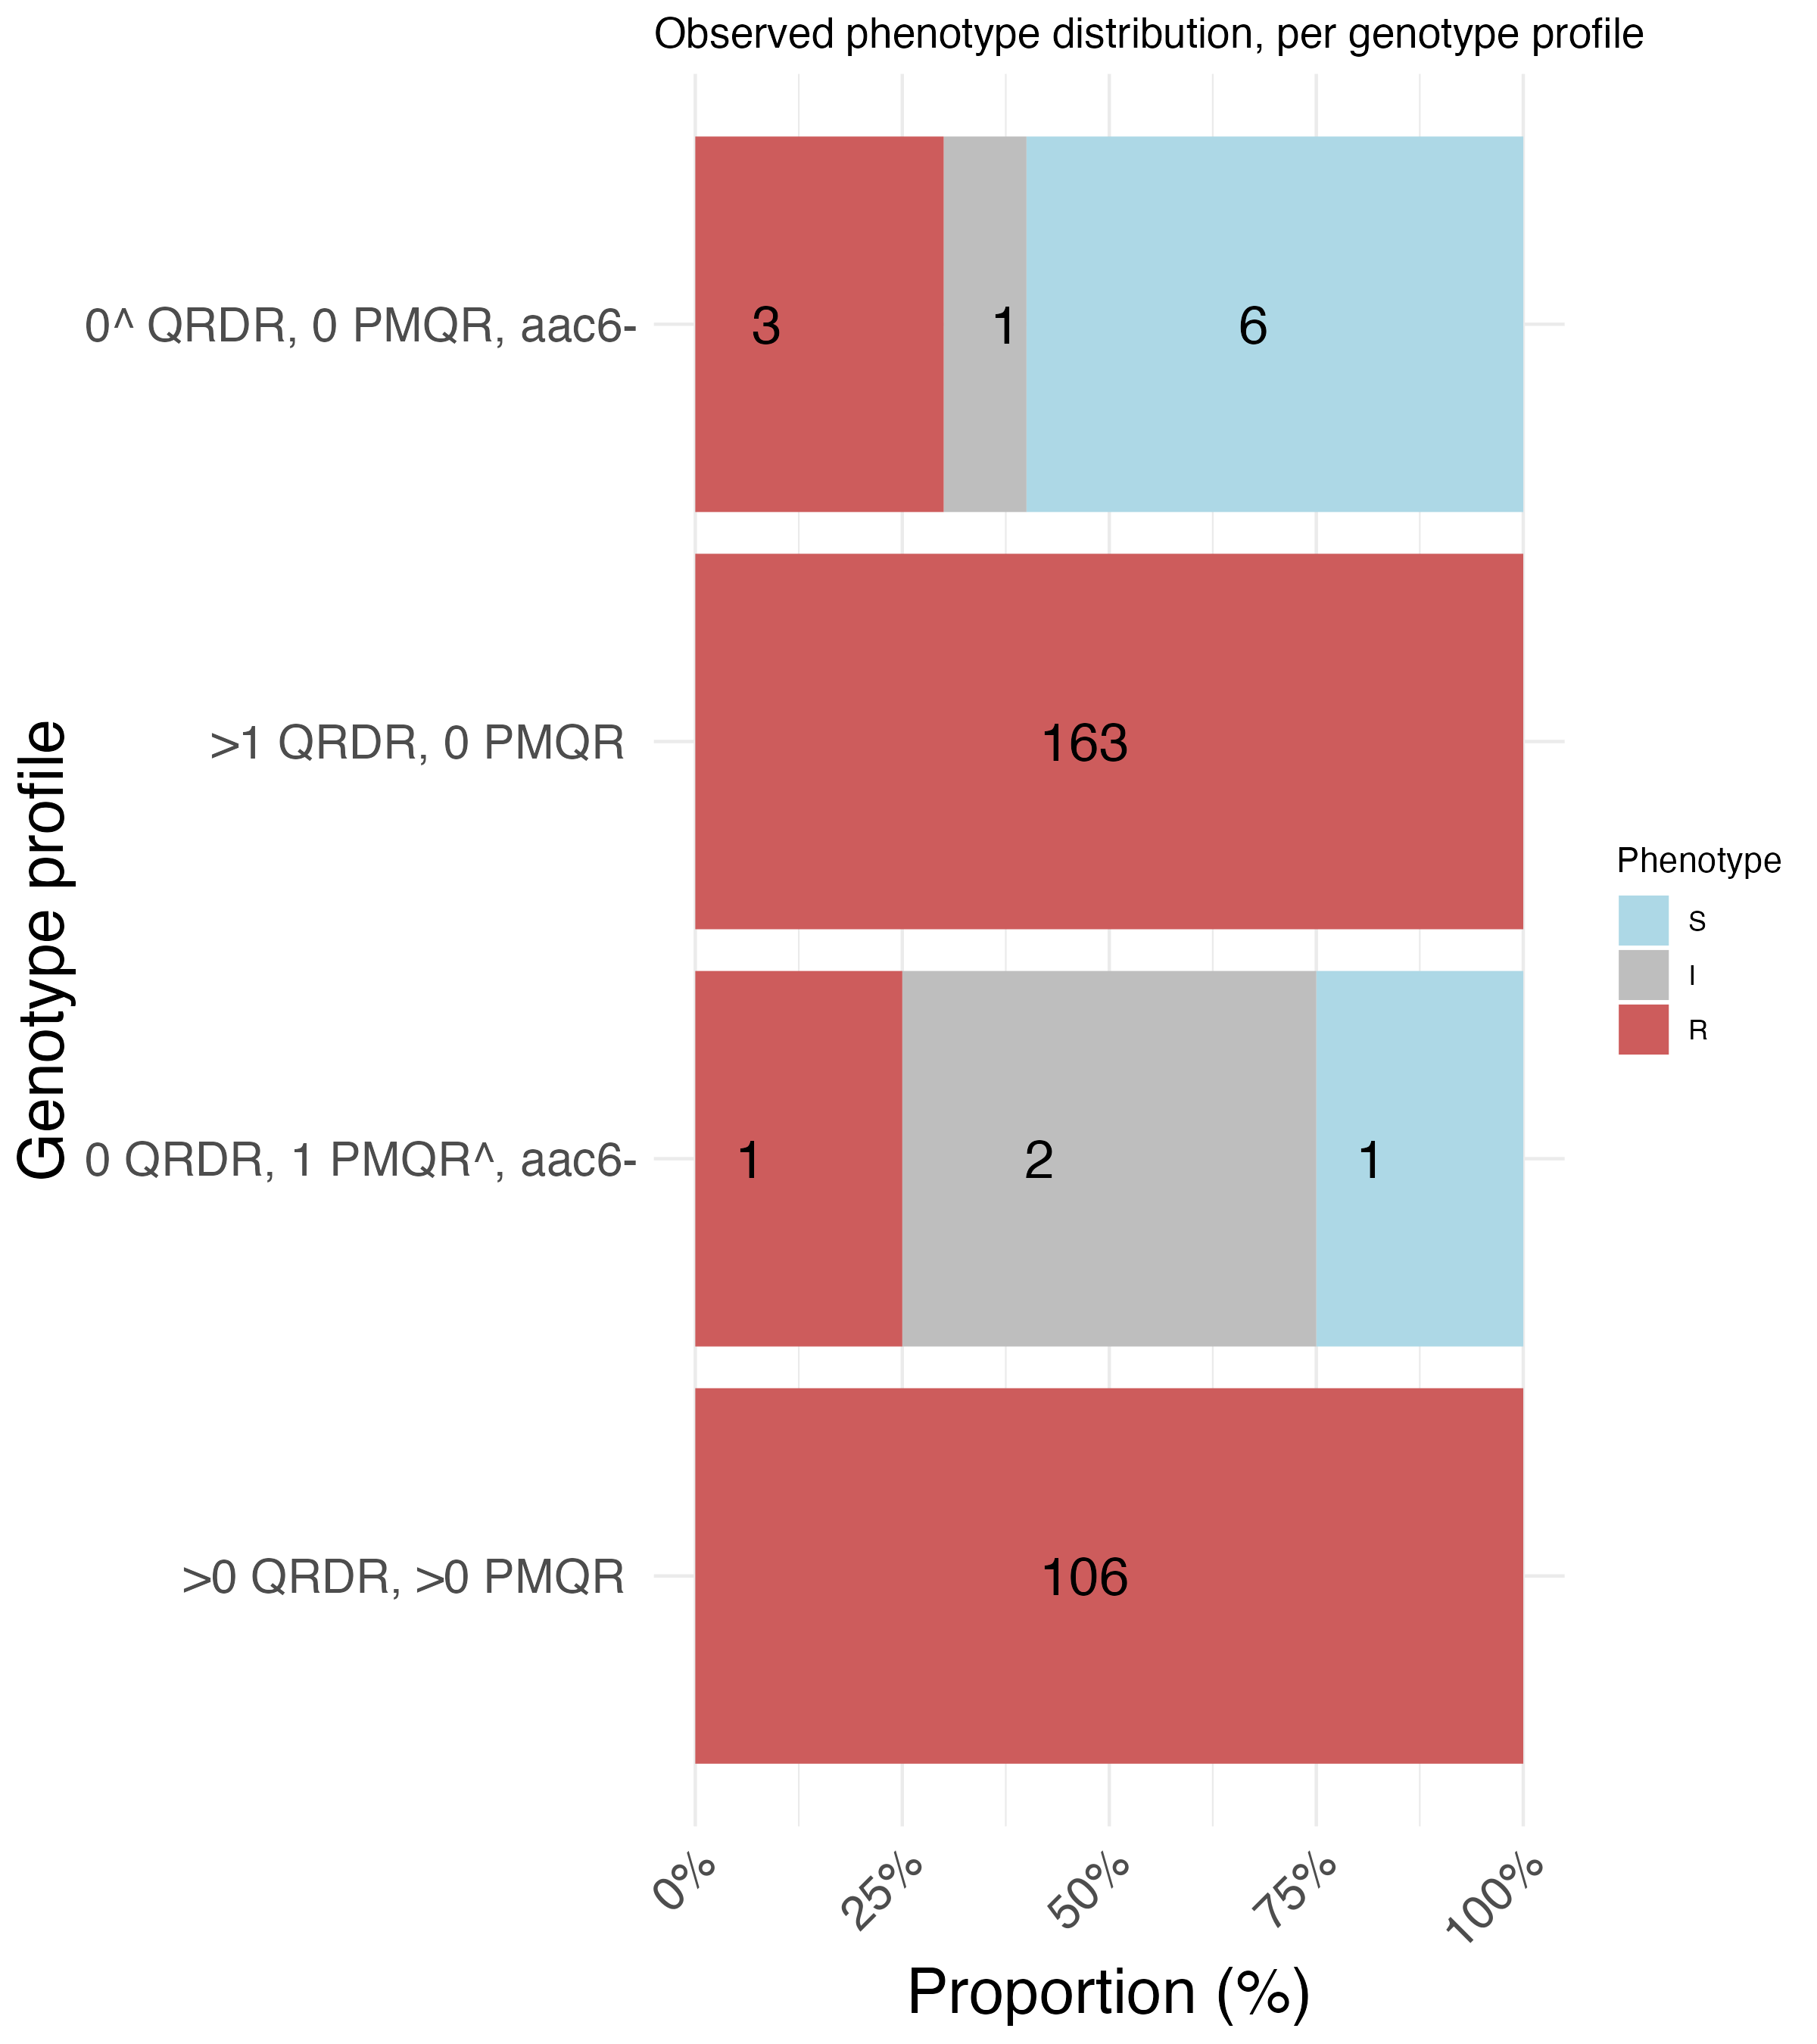 Observed phenotype distribution, per genotype profile
Genotype profile
0^ QRDR, 0 PMQR, aac6-
3 1 6
>1 QRDR, 0 PMQR
163
0 QRDR, 1 PMQR^, aac6-
1 2 1
>0 QRDR, >0 PMQR
106
0% 25% 50% 75% 100%
Proportion (%)
Phenotype
S
I
R